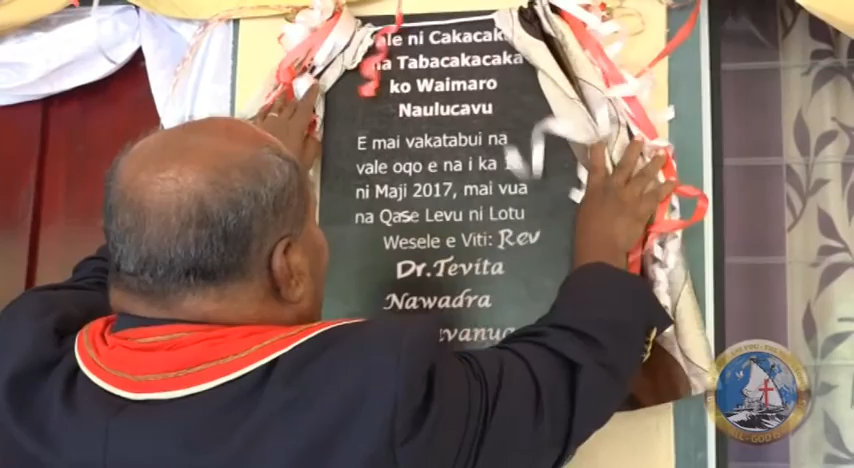 ale ni Cakacaka
na Tabacakacaka
ko Waimaro
Naulucavu
E mai vakatabui na
vale oqo e na i ka
ni Maji 2017, mai vua
na Qase Levu ni Lotu
Wesele e Viti: Rev
Dr.Tevita
Nawadra